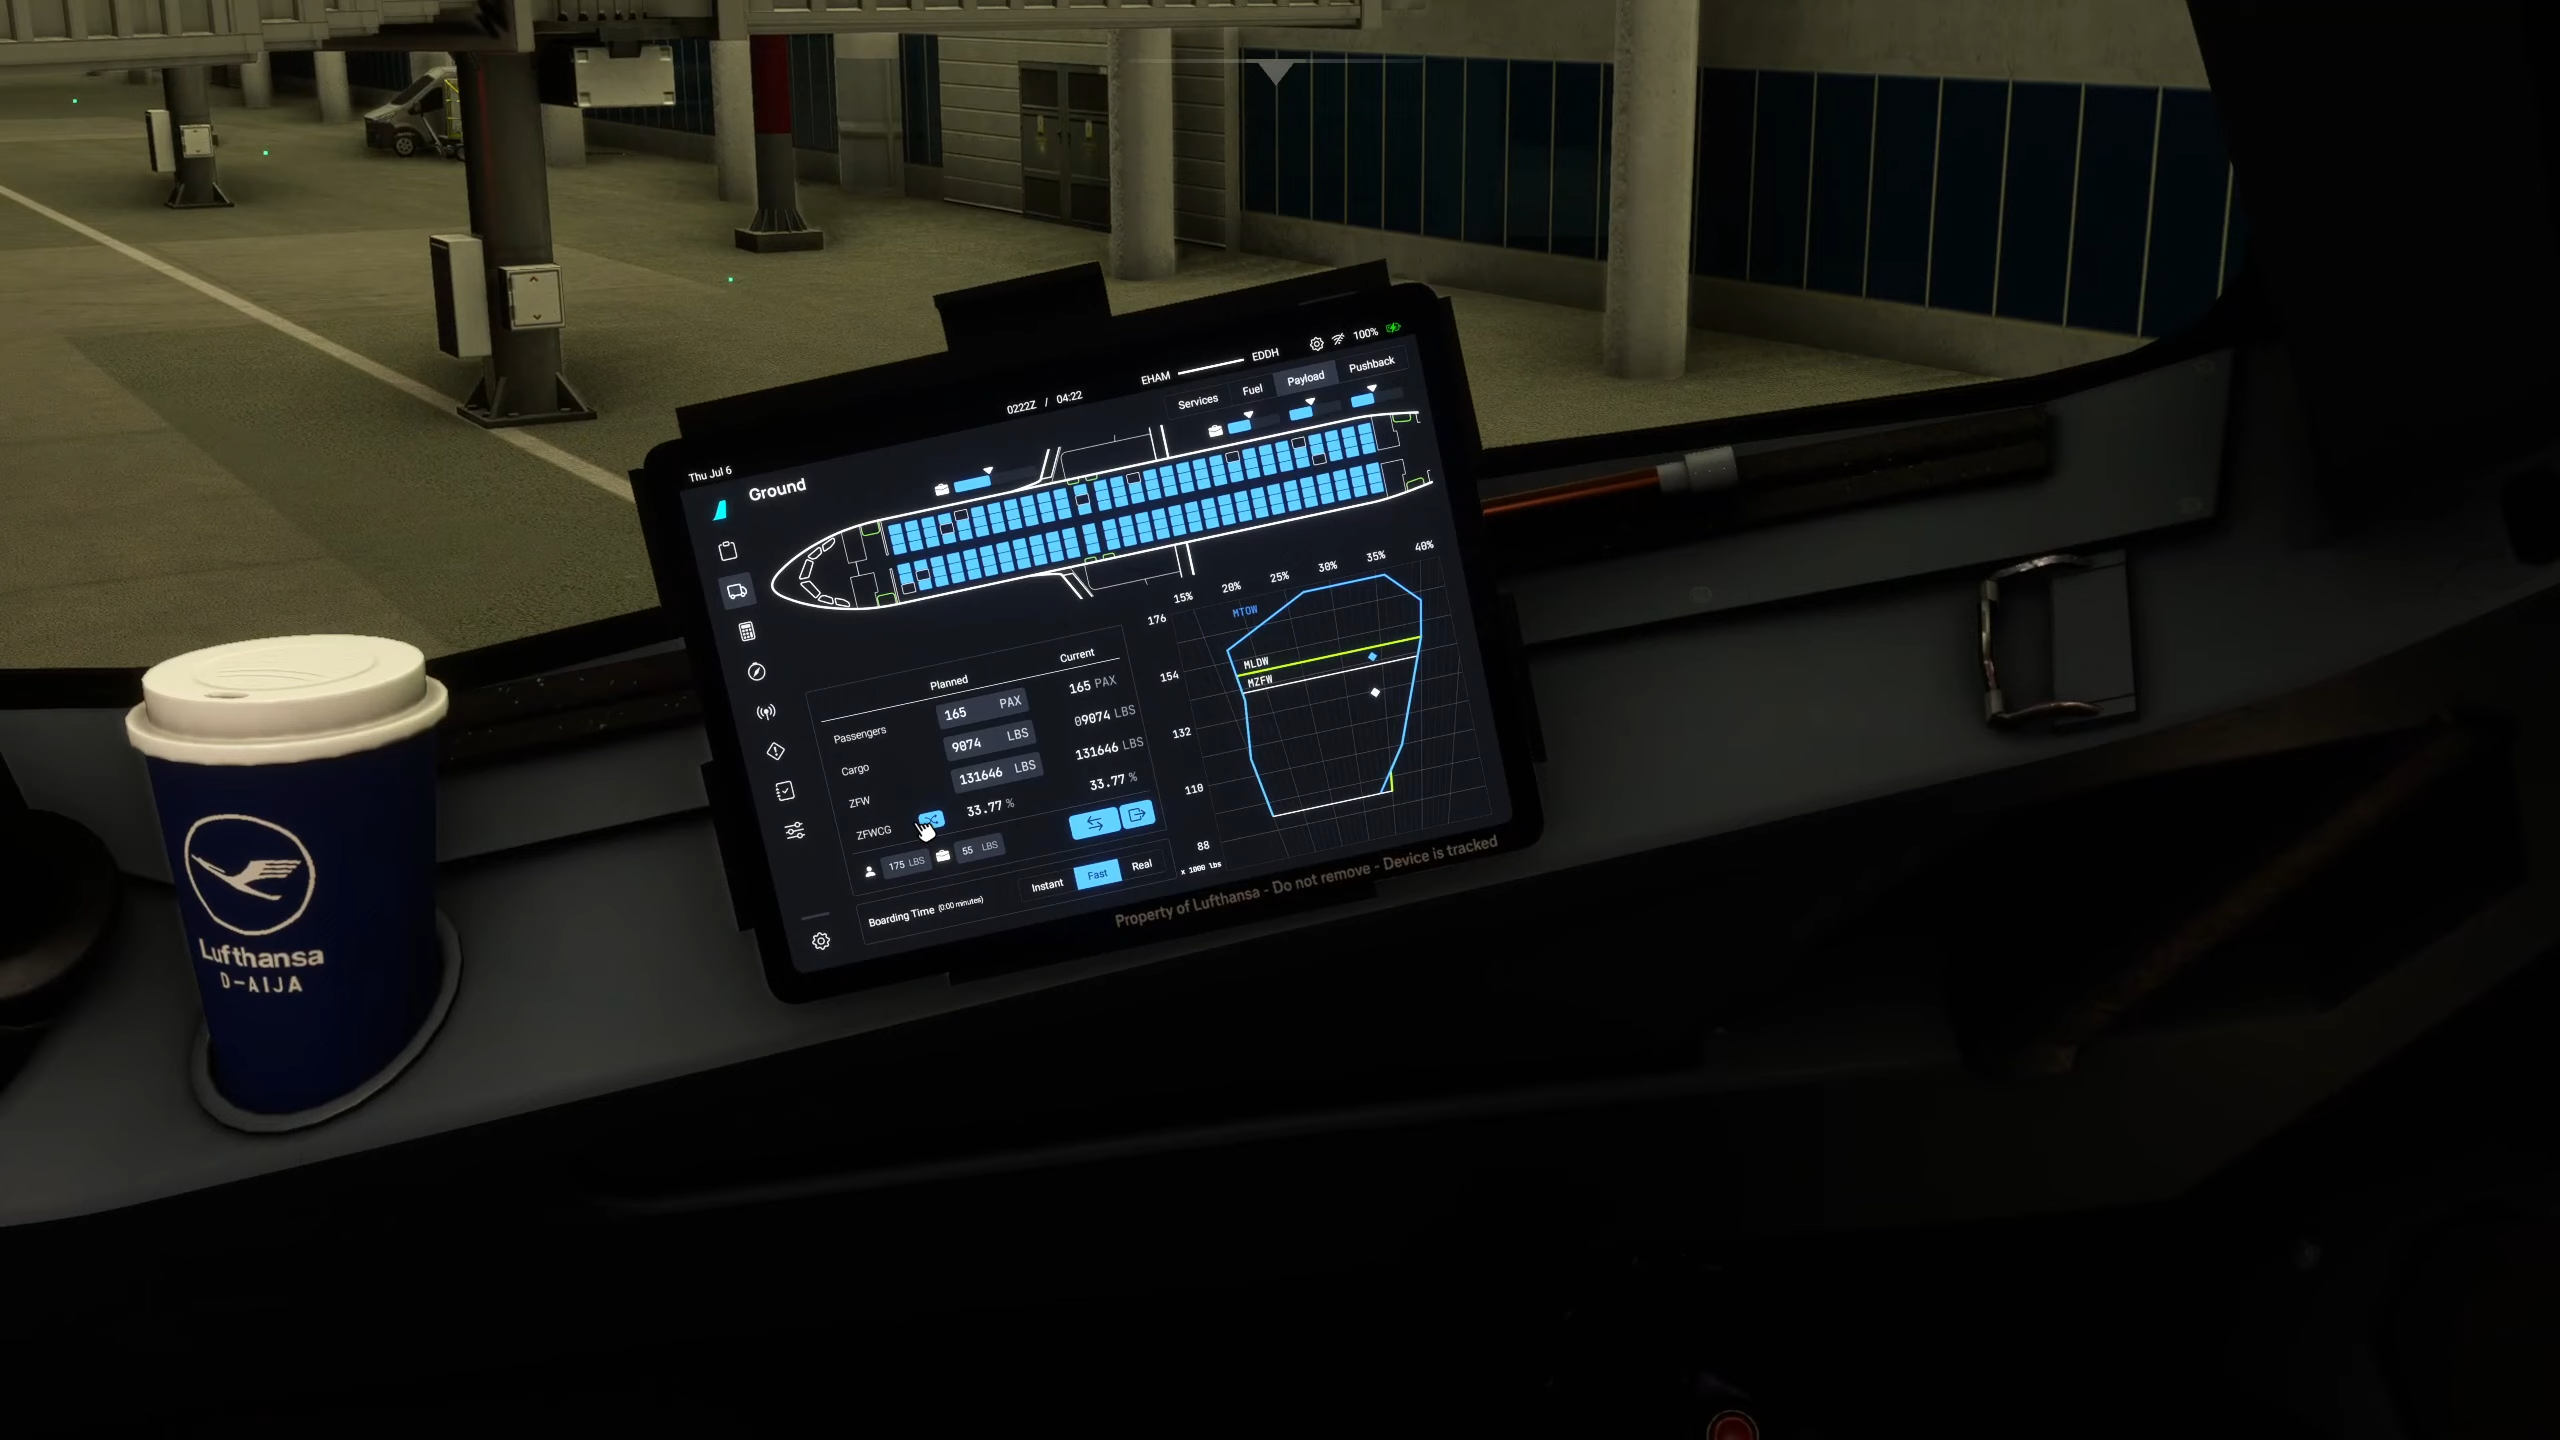 EHAM EDDH 100%
0222Z / 04:22
Services Fuel Payload Pushback
Thu Jul 6
Ground
15% 20% 25% 30% 35% 40%
176
154
132
110
88
x 1000 lbs
MTOW
MLDW
MZFW
Planned Current
Passengers 165 PAX 165 PAX
Cargo 9074 LBS 09074 LBS
ZFW 131646 LBS 131646 LBS
ZFWCG 33.77 % 33.77 %
175 LBS 55 LBS
Boarding Time (0:00 minutes) Instant Fast Real
Property of Lufthansa - Do not remove - Device is tracked
Lufthansa
D-AIJA